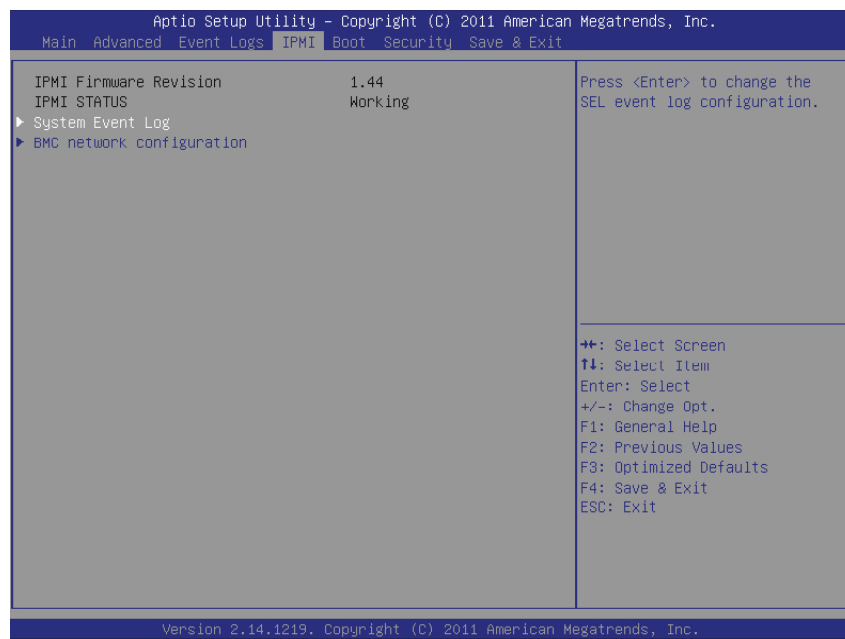 Aptio Setup Utility – Copyright (C) 2011 American Megatrends, Inc.
Main Advanced Event Logs IPMI Boot Security Save & Exit
IPMI Firmware Revision 1.44
IPMI STATUS Working
System Event Log
BMC network configuration
Press <Enter> to change the
SEL event log configuration.
→←: Select Screen
↑↓: Select Item
Enter: Select
+/-: Change Opt.
F1: General Help
F2: Previous Values
F3: Optimized Defaults
F4: Save & Exit
ESC: Exit
Version 2.14.1219. Copyright (C) 2011 American Megatrends, Inc.